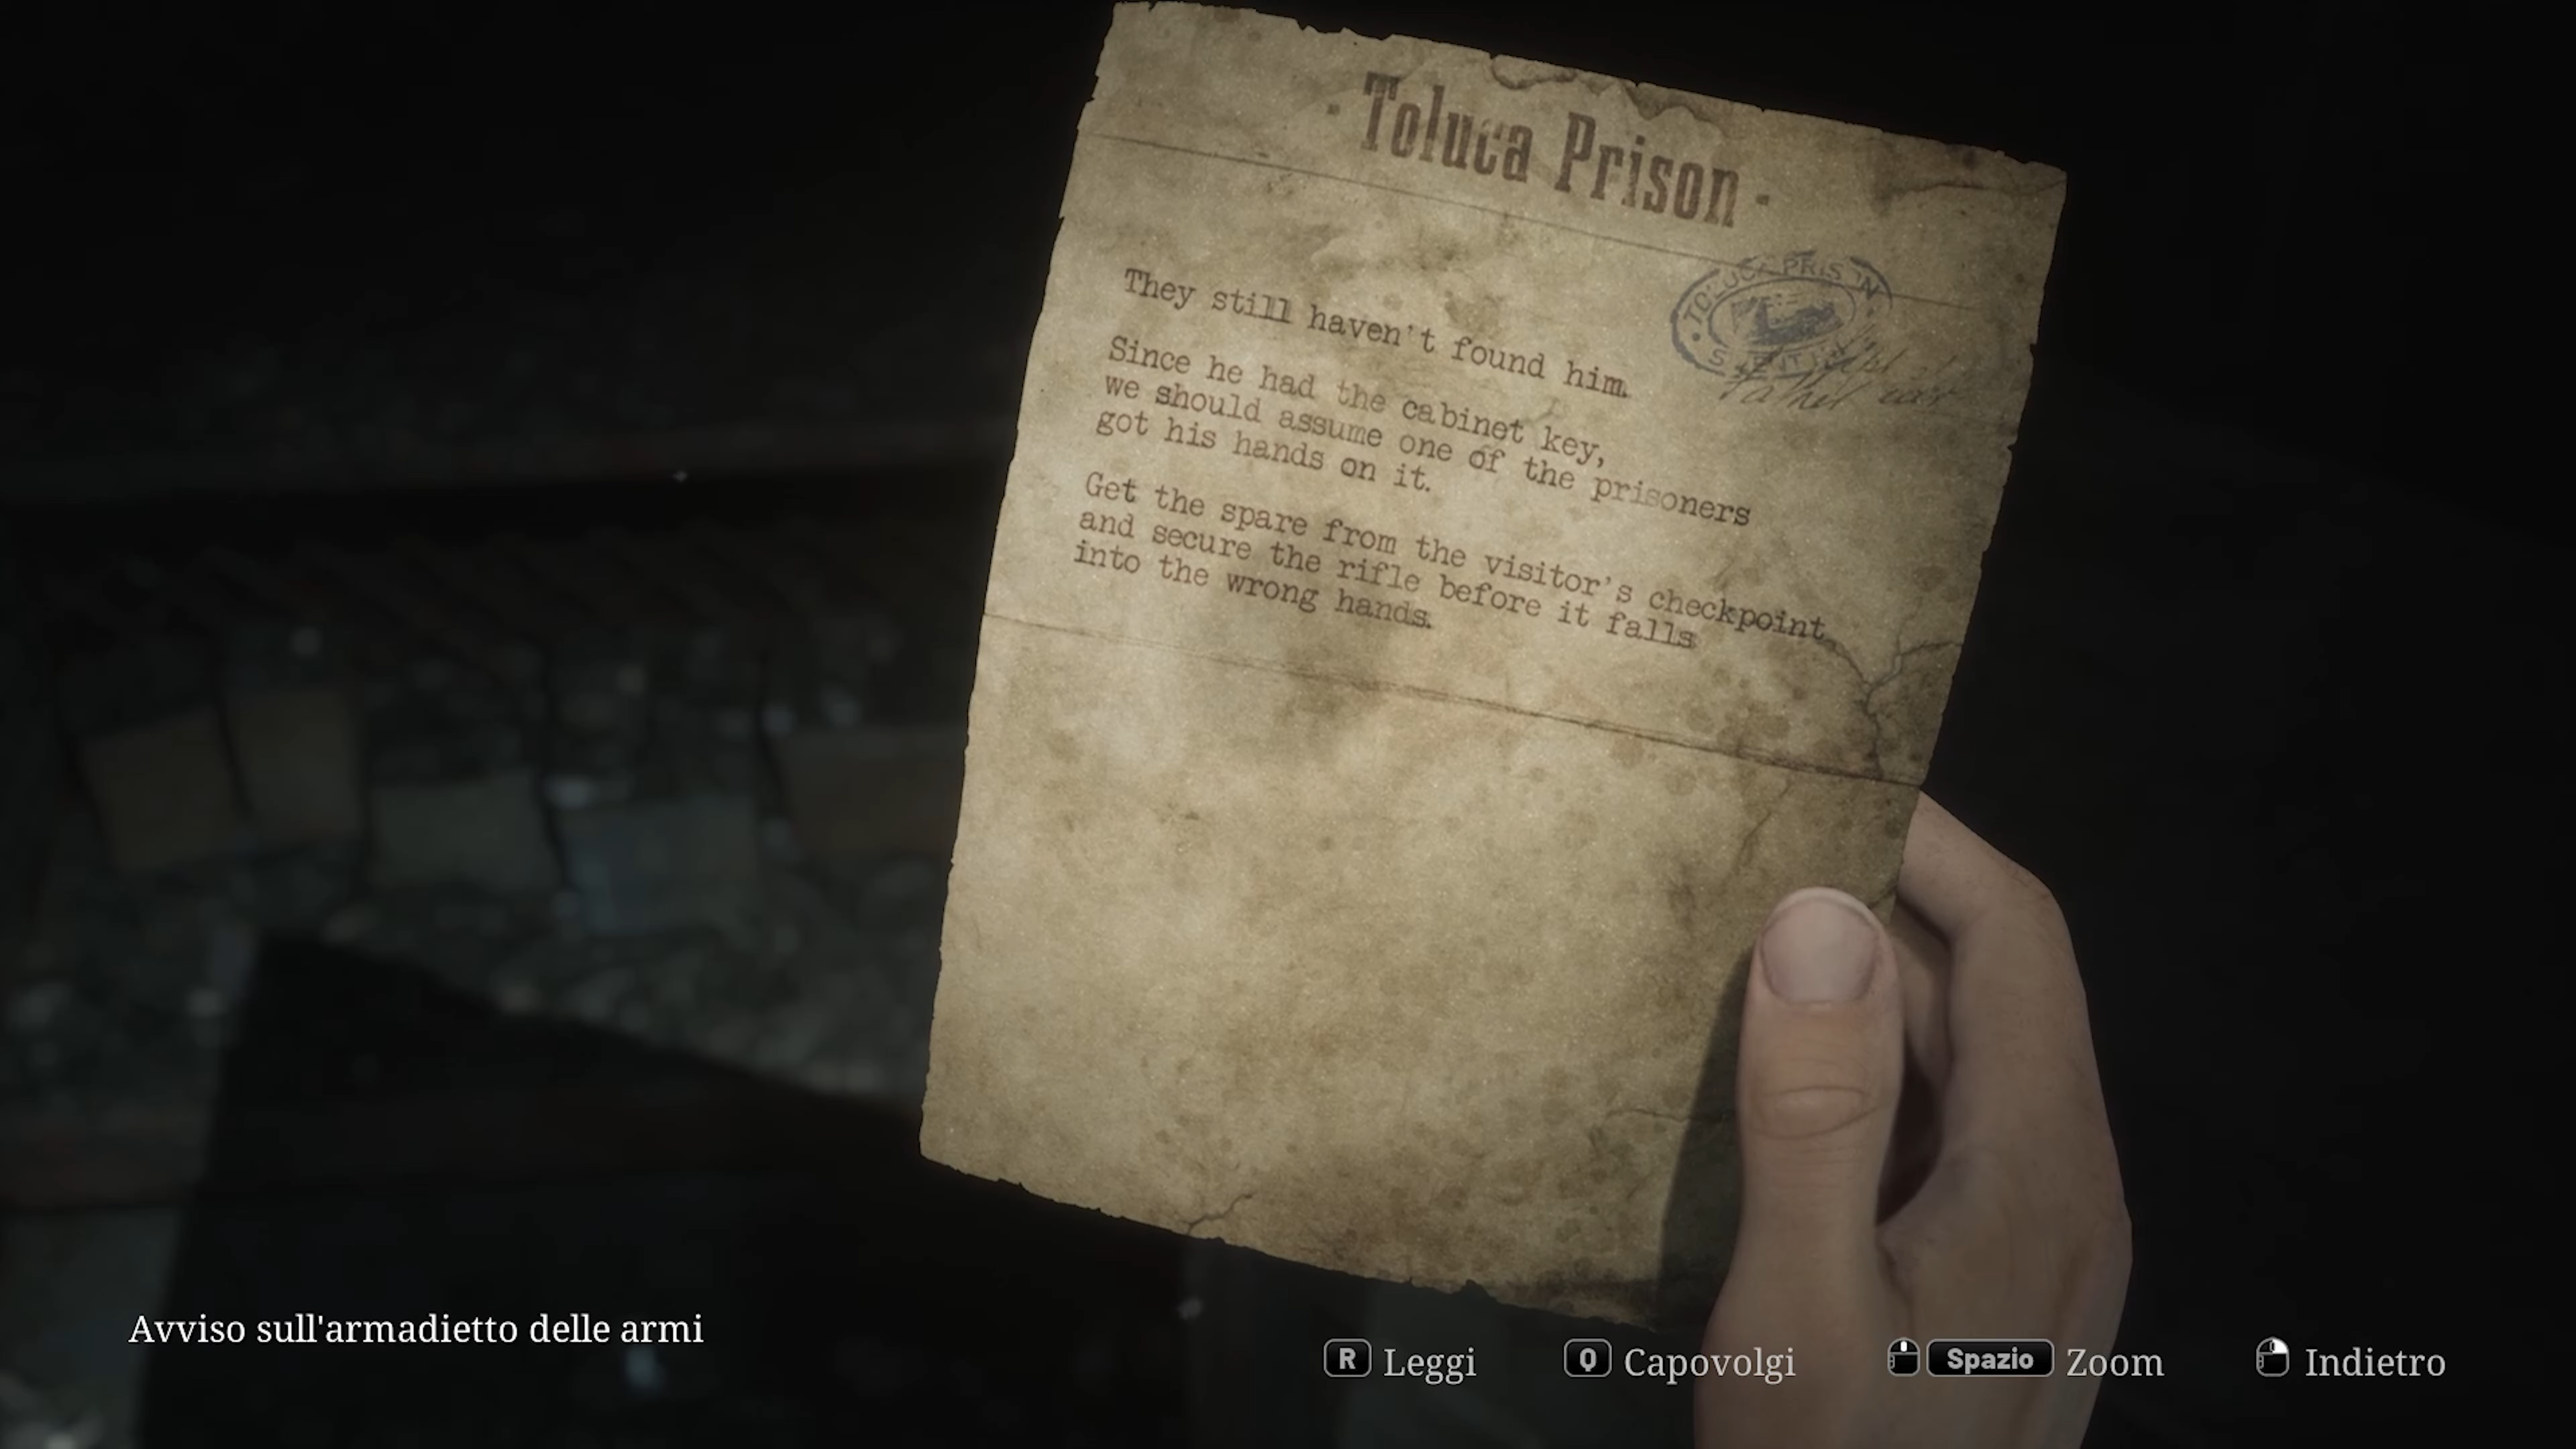 · Toluca Prison ·
They still haven't found him.
Since he had the cabinet key,
we should assume one of the prisoners
got his hands on it.
Get the spare from the visitor's checkpoint
and secure the rifle before it falls
into the wrong hands.
Avviso sull'armadietto delle armi
R Leggi
Q Capovolgi
Spazio Zoom
Indietro